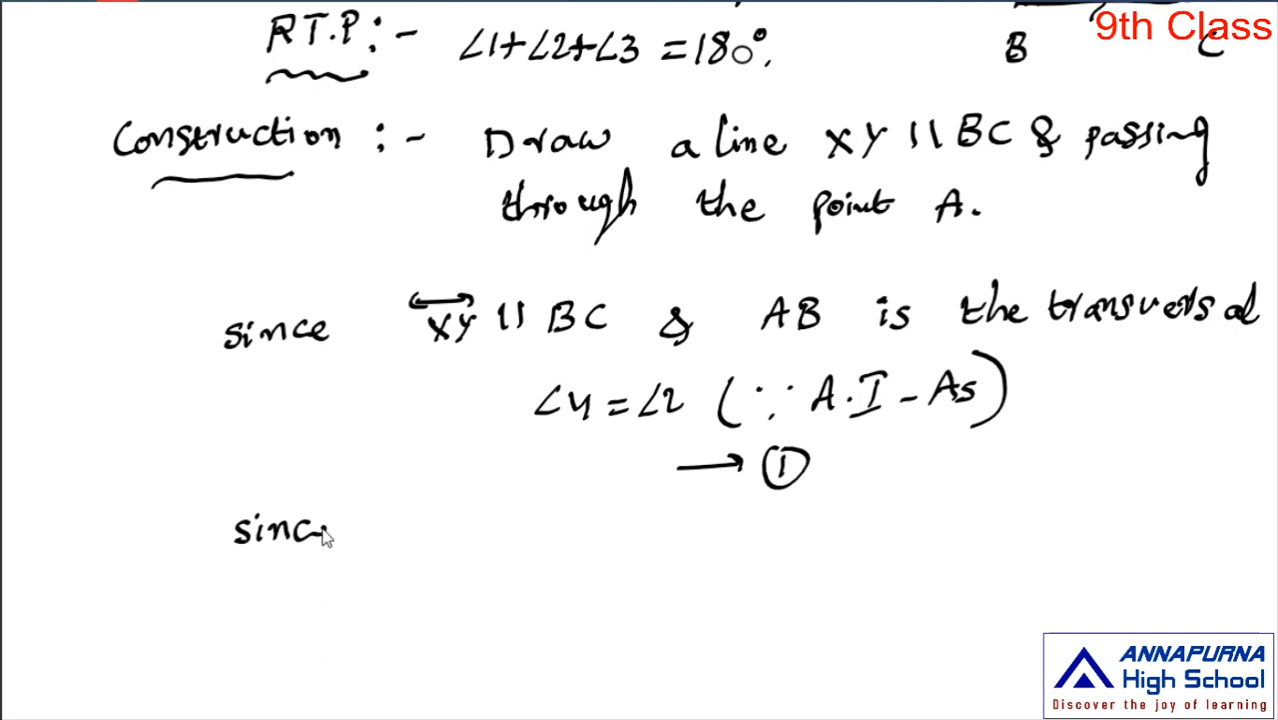 9th Class
RT.P :- ∠1+∠2+∠3 = 180°.
B C
Construction :- Draw a line XY || BC & passing
through the point A.
since XY || BC & AB is the transversal
∠4 = ∠2 (∵ A.I-As)
→ ①
sinc
ANNAPURNA
High School
Discover the joy of learning